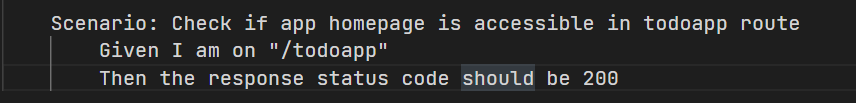 Scenario: Check if app homepage is accessible in todoapp route
Given I am on "/todoapp"
Then the response status code should be 200